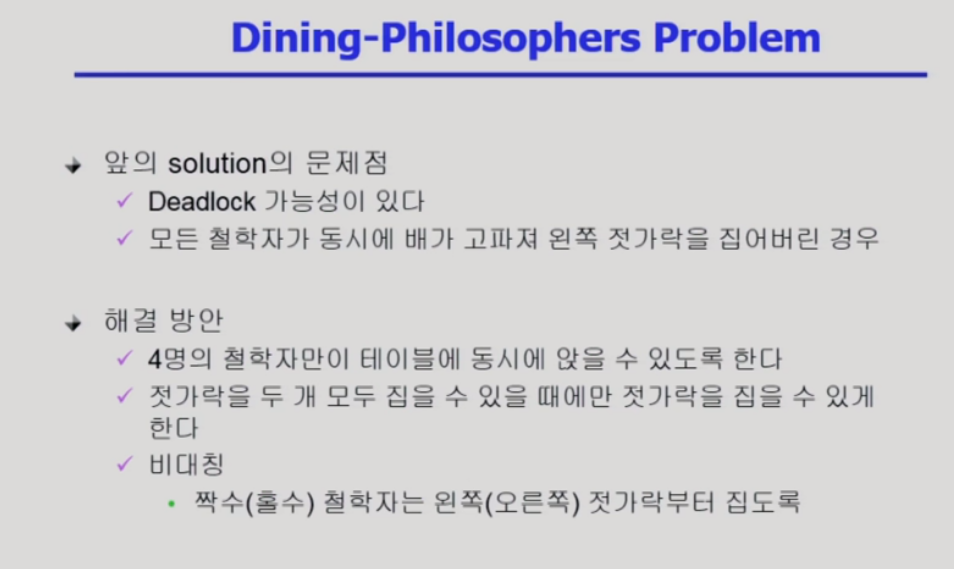 Dining-Philosophers Problem
앞의 solution의 문제점
Deadlock 가능성이 있다
모든 철학자가 동시에 배가 고파져 왼쪽 젓가락을 집어버린 경우
해결 방안
4명의 철학자만이 테이블에 동시에 앉을 수 있도록 한다
젓가락을 두 개 모두 집을 수 있을 때에만 젓가락을 집을 수 있게
한다
비대칭
짝수(홀수) 철학자는 왼쪽(오른쪽) 젓가락부터 집도록